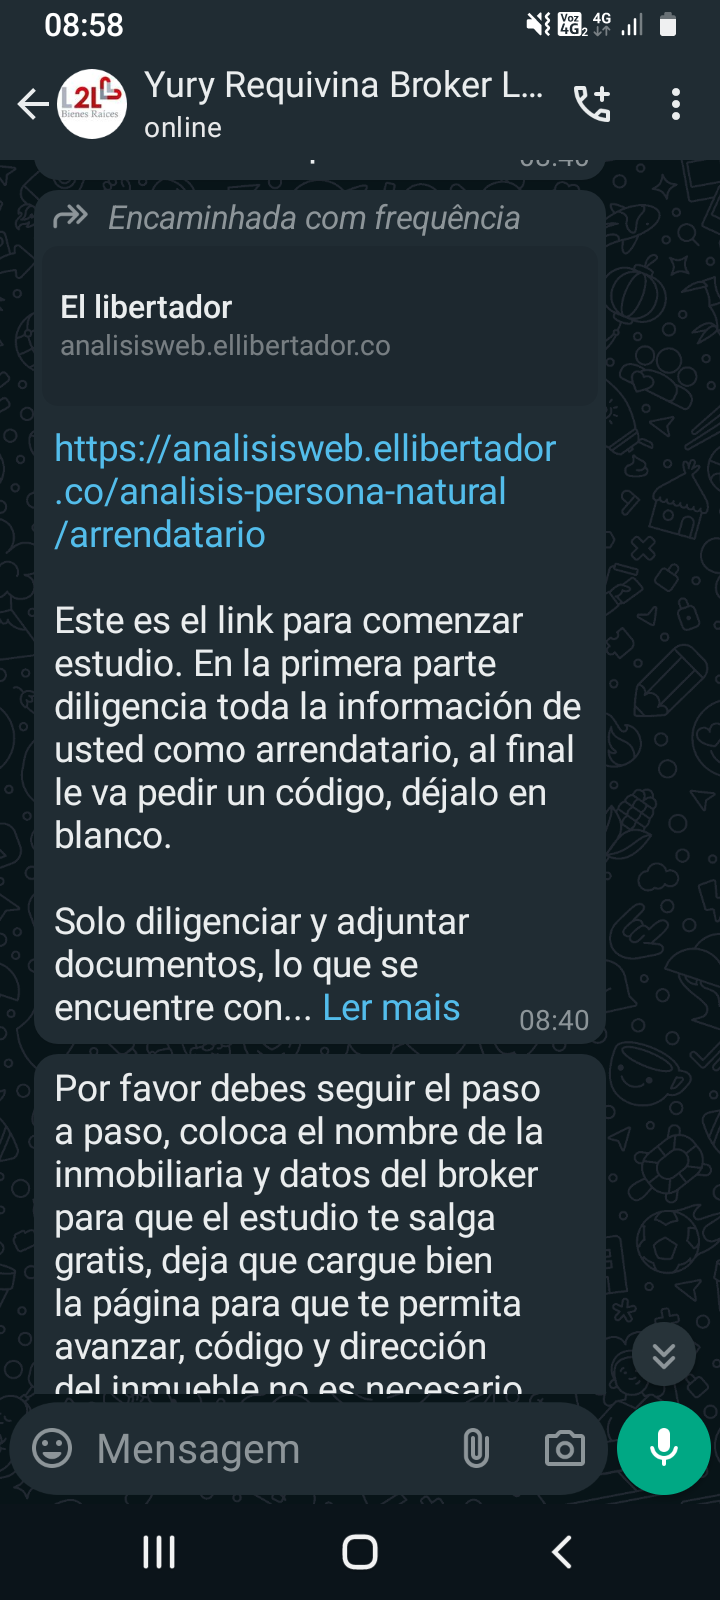 08:58
Voz
4G 2
4G
L2L
Bienes Raíces
Yury Requivina Broker L...
online
08:40
Encaminhada com frequência
El libertador
analisisweb.ellibertador.co
https://analisisweb.ellibertador
.co/analisis-persona-natural
/arrendatario
Este es el link para comenzar
estudio. En la primera parte
diligencia toda la información de
usted como arrendatario, al final
le va pedir un código, déjalo en
blanco.
Solo diligenciar y adjuntar
documentos, lo que se
encuentre con... Ler mais
08:40
Por favor debes seguir el paso
a paso, coloca el nombre de la
inmobiliaria y datos del broker
para que el estudio te salga
gratis, deja que cargue bien
la página para que te permita
avanzar, código y dirección
del inmueble no es necesario
Mensagem